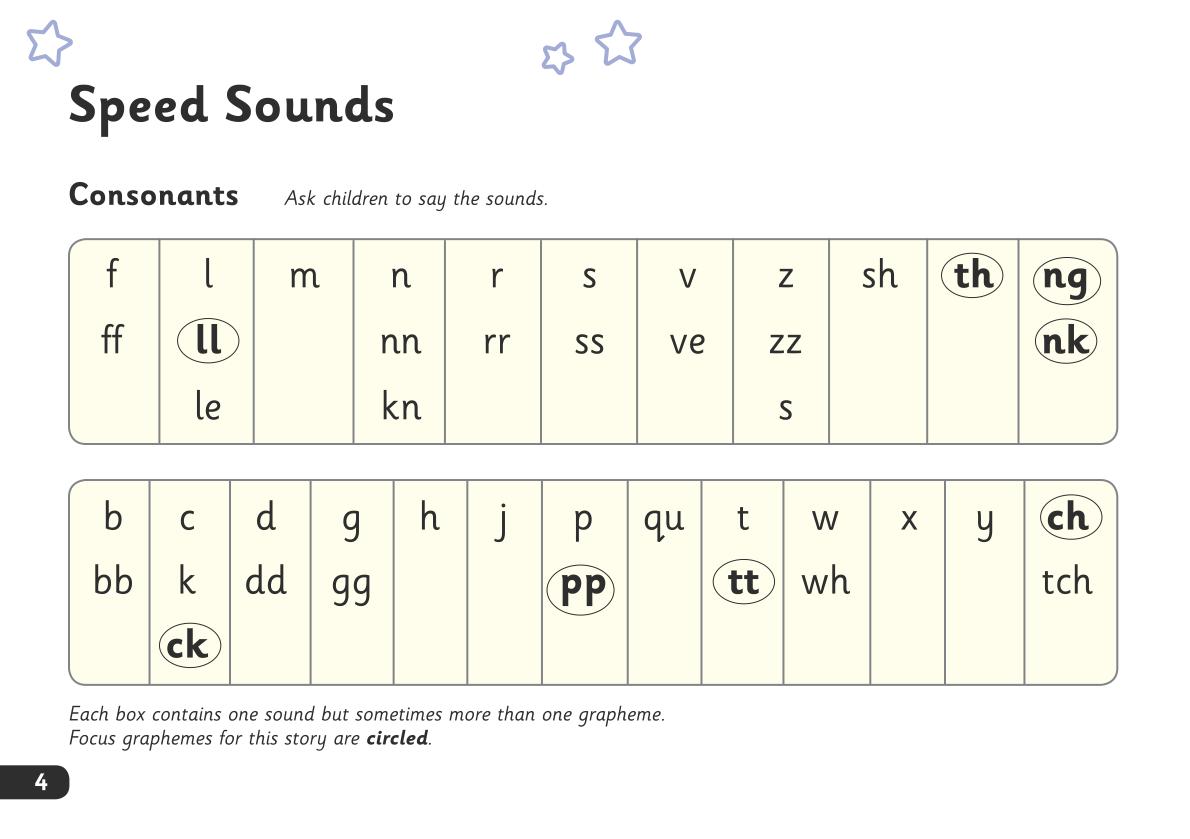 Speed Sounds
Consonants Ask children to say the sounds.
f l m n r s v z sh th ng
ff ll nn rr ss ve zz nk
le kn s
b c d g h j p qu t w x y ch
bb k dd gg pp tt wh tch
ck
Each box contains one sound but sometimes more than one grapheme.
Focus graphemes for this story are circled.
4